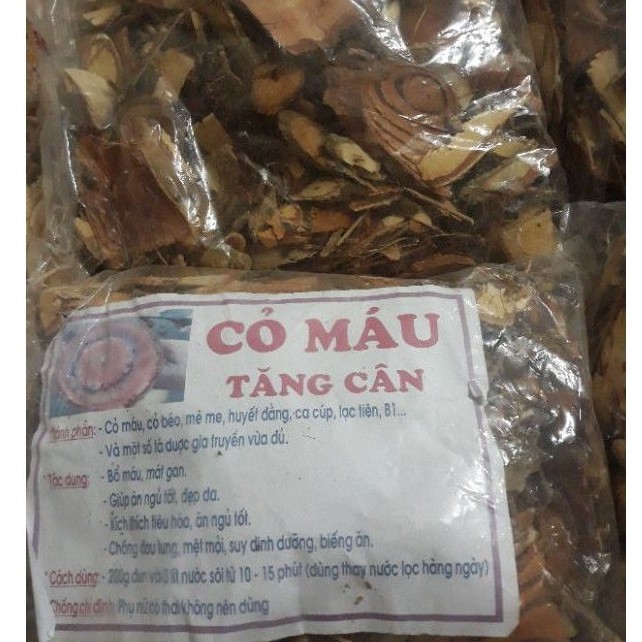 CỎ MÁU
TĂNG CÂN
Thành phần: - Cỏ máu, cỏ béo, mè me, huyết đằng, ca cúp, lạc tiên, B1...
- Và một số lá dược gia truyền vừa đủ.
* Tác dụng: - Bổ máu, mát gan.
- Giúp ăn ngủ tốt, đẹp da.
- Kích thích tiêu hóa, ăn ngủ tốt.
- Chống đau lưng, mệt mỏi, suy dinh dưỡng, biếng ăn.
* Cách dùng: - 200g đun với 3 lít nước sôi từ 10 - 15 phút (dùng thay nước lọc hàng ngày)
* Chống chỉ định: Phụ nữ có thai không nên dùng